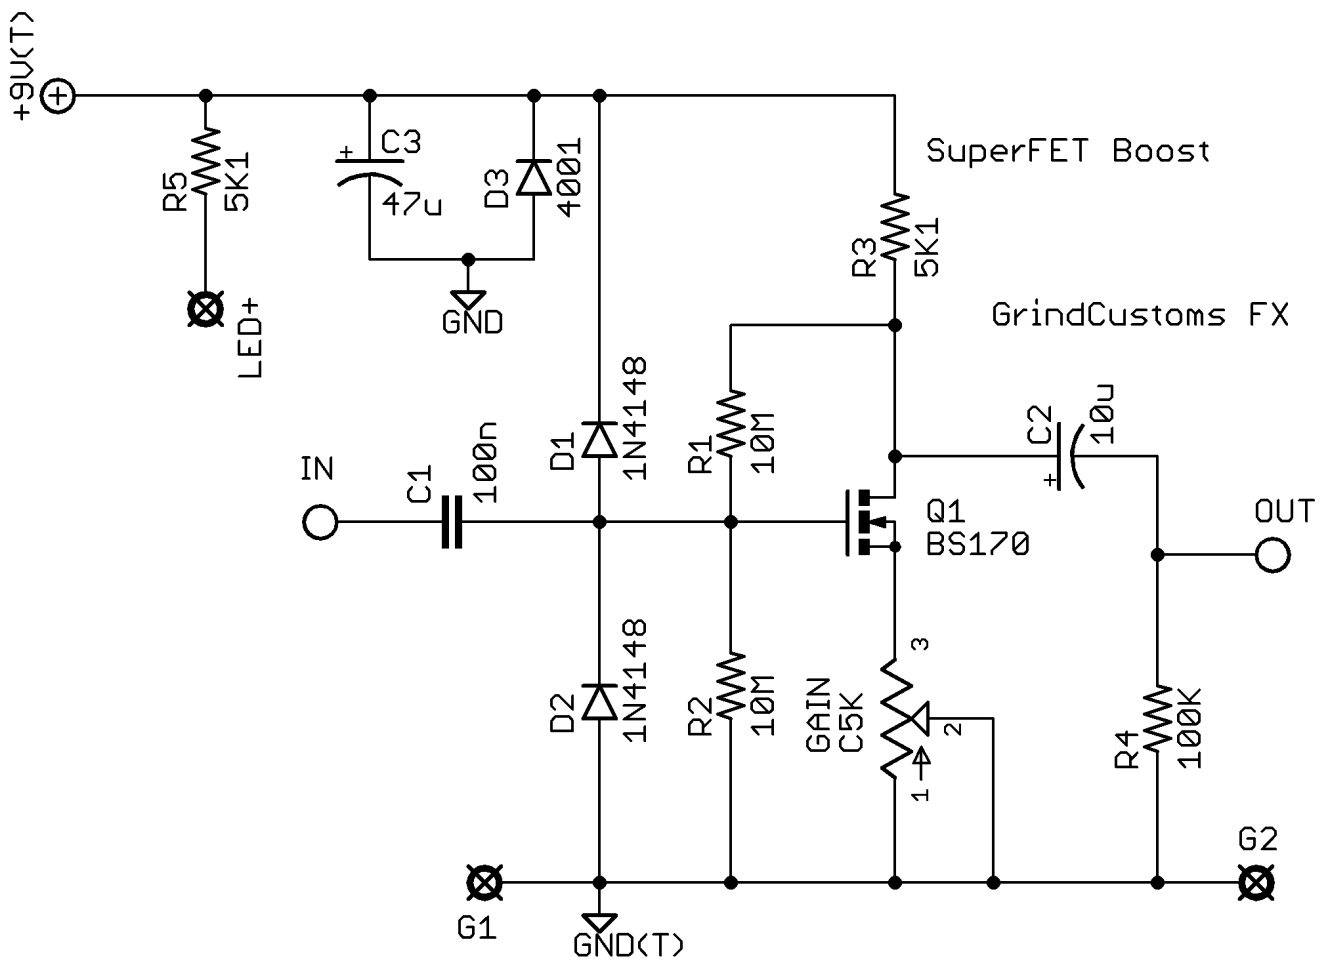 +9V(T)
R5
5K1
LED+
+
C3
47u
D3
4001
GND
SuperFET Boost
R3
5K1
GrindCustoms FX
IN
C1
100n
D1
1N4148
R1
10M
C2
10u
+
Q1
BS170
OUT
D2
1N4148
R2
10M
GAIN
C5K
3
2
1
R4
100K
G1
GND(T)
G2